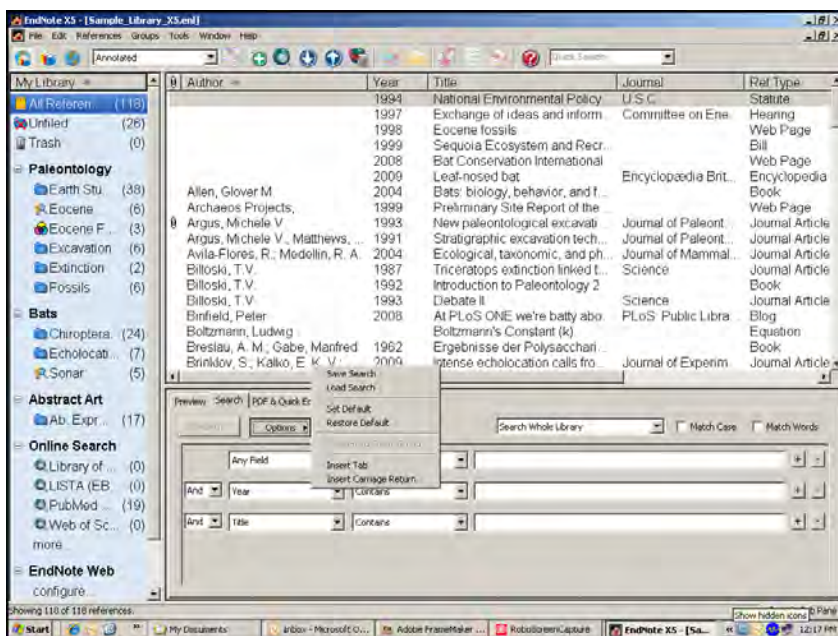 EndNote X5 - [Sample_Library_X5.enl]
File Edit References Groups Tools Window Help
Annotated Quick Search
My Library
All Referen... (118)
Unfiled (26)
Trash (0)
Paleontology
Earth Stu... (38)
Eocene (6)
Eocene F... (3)
Excavation (6)
Extinction (2)
Fossils (6)
Bats
Chiroptera... (24)
Echolocati... (7)
Sonar (5)
Abstract Art
Ab. Expr... (17)
Online Search
Library of ... (0)
LISTA (EB... (0)
PubMed ... (19)
Web of Sc... (0)
more...
EndNote Web
configure...
Author Year Title Journal Ref Type
1994 National Environmental Policy U.S.C. Statute
1997 Exchange of ideas and inform... Committee on Ene... Hearing
1998 Eocene fossils Web Page
1999 Sequoia Ecosystem and Recr... Bill
2008 Bat Conservation International Web Page
2009 Leaf-nosed bat Encyclopædia Brit... Encyclopedia
Allen, Glover M. 2004 Bats: biology, behavior, and f... Book
Archaeos Projects, 1999 Preliminary Site Report of the ... Web Page
Argus, Michele V. 1993 New paleontological excavati... Journal of Paleont... Journal Article
Argus, Michele V.; Matthews, ... 1991 Stratigraphic excavation tech... Journal of Paleont... Journal Article
Avila-Flores, R.; Medellin, R. A. 2004 Ecological, taxonomic, and ph... Journal of Mammal... Journal Article
Billoski, T.V. 1987 Triceratops extinction linked t... Science Journal Article
Billoski, T.V. 1992 Introduction to Paleontology 2 Book
Billoski, T.V. 1993 Debate II Science Journal Article
Binfield, Peter 2008 At PLoS ONE we're batty abo... PLoS Public Libra... Blog
Boltzmann, Ludwig Boltzmann's Constant (k) Equation
Breslau, A. M.; Gabe, Manfred 1962 Ergebnisse der Polysacchari... Book
Brinklov, S.; Kalko, E. K. V.; 2009 Intense echolocation calls fro... Journal of Experim... Journal Article
Preview Search PDF & Quick E
Options Search Whole Library Match Case Match Words
Save Search
Load Search
Set Default
Restore Default
Insert Tab
Insert Carriage Return
Any Field
And Year Contains
And Title Contains
Showing 118 of 118 references.
Show hidden icons
Start My Documents Inbox - Microsoft O... Adobe FrameMaker ... RoboScreenCapture EndNote X5 - [Sa... 12:17 PM